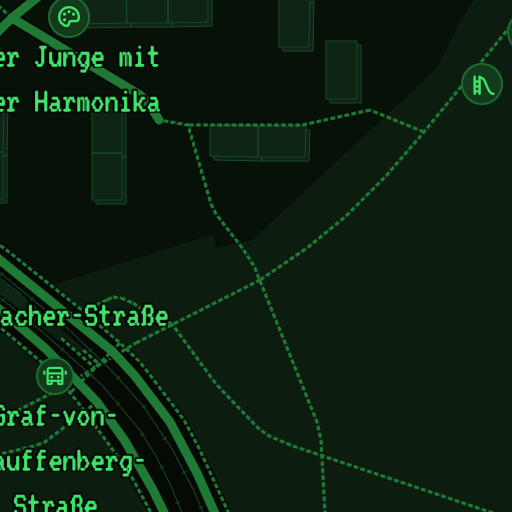 er Junge mit
er Harmonika
acher-Straße
Graf-von-
auffenberg-
Straße